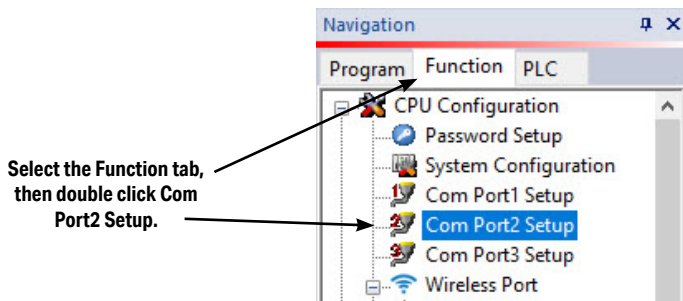 Navigation
Program Function PLC
CPU Configuration
Password Setup
System Configuration
Com Port1 Setup
Com Port2 Setup
Com Port3 Setup
Wireless Port
Select the Function tab,
then double click Com
Port2 Setup.